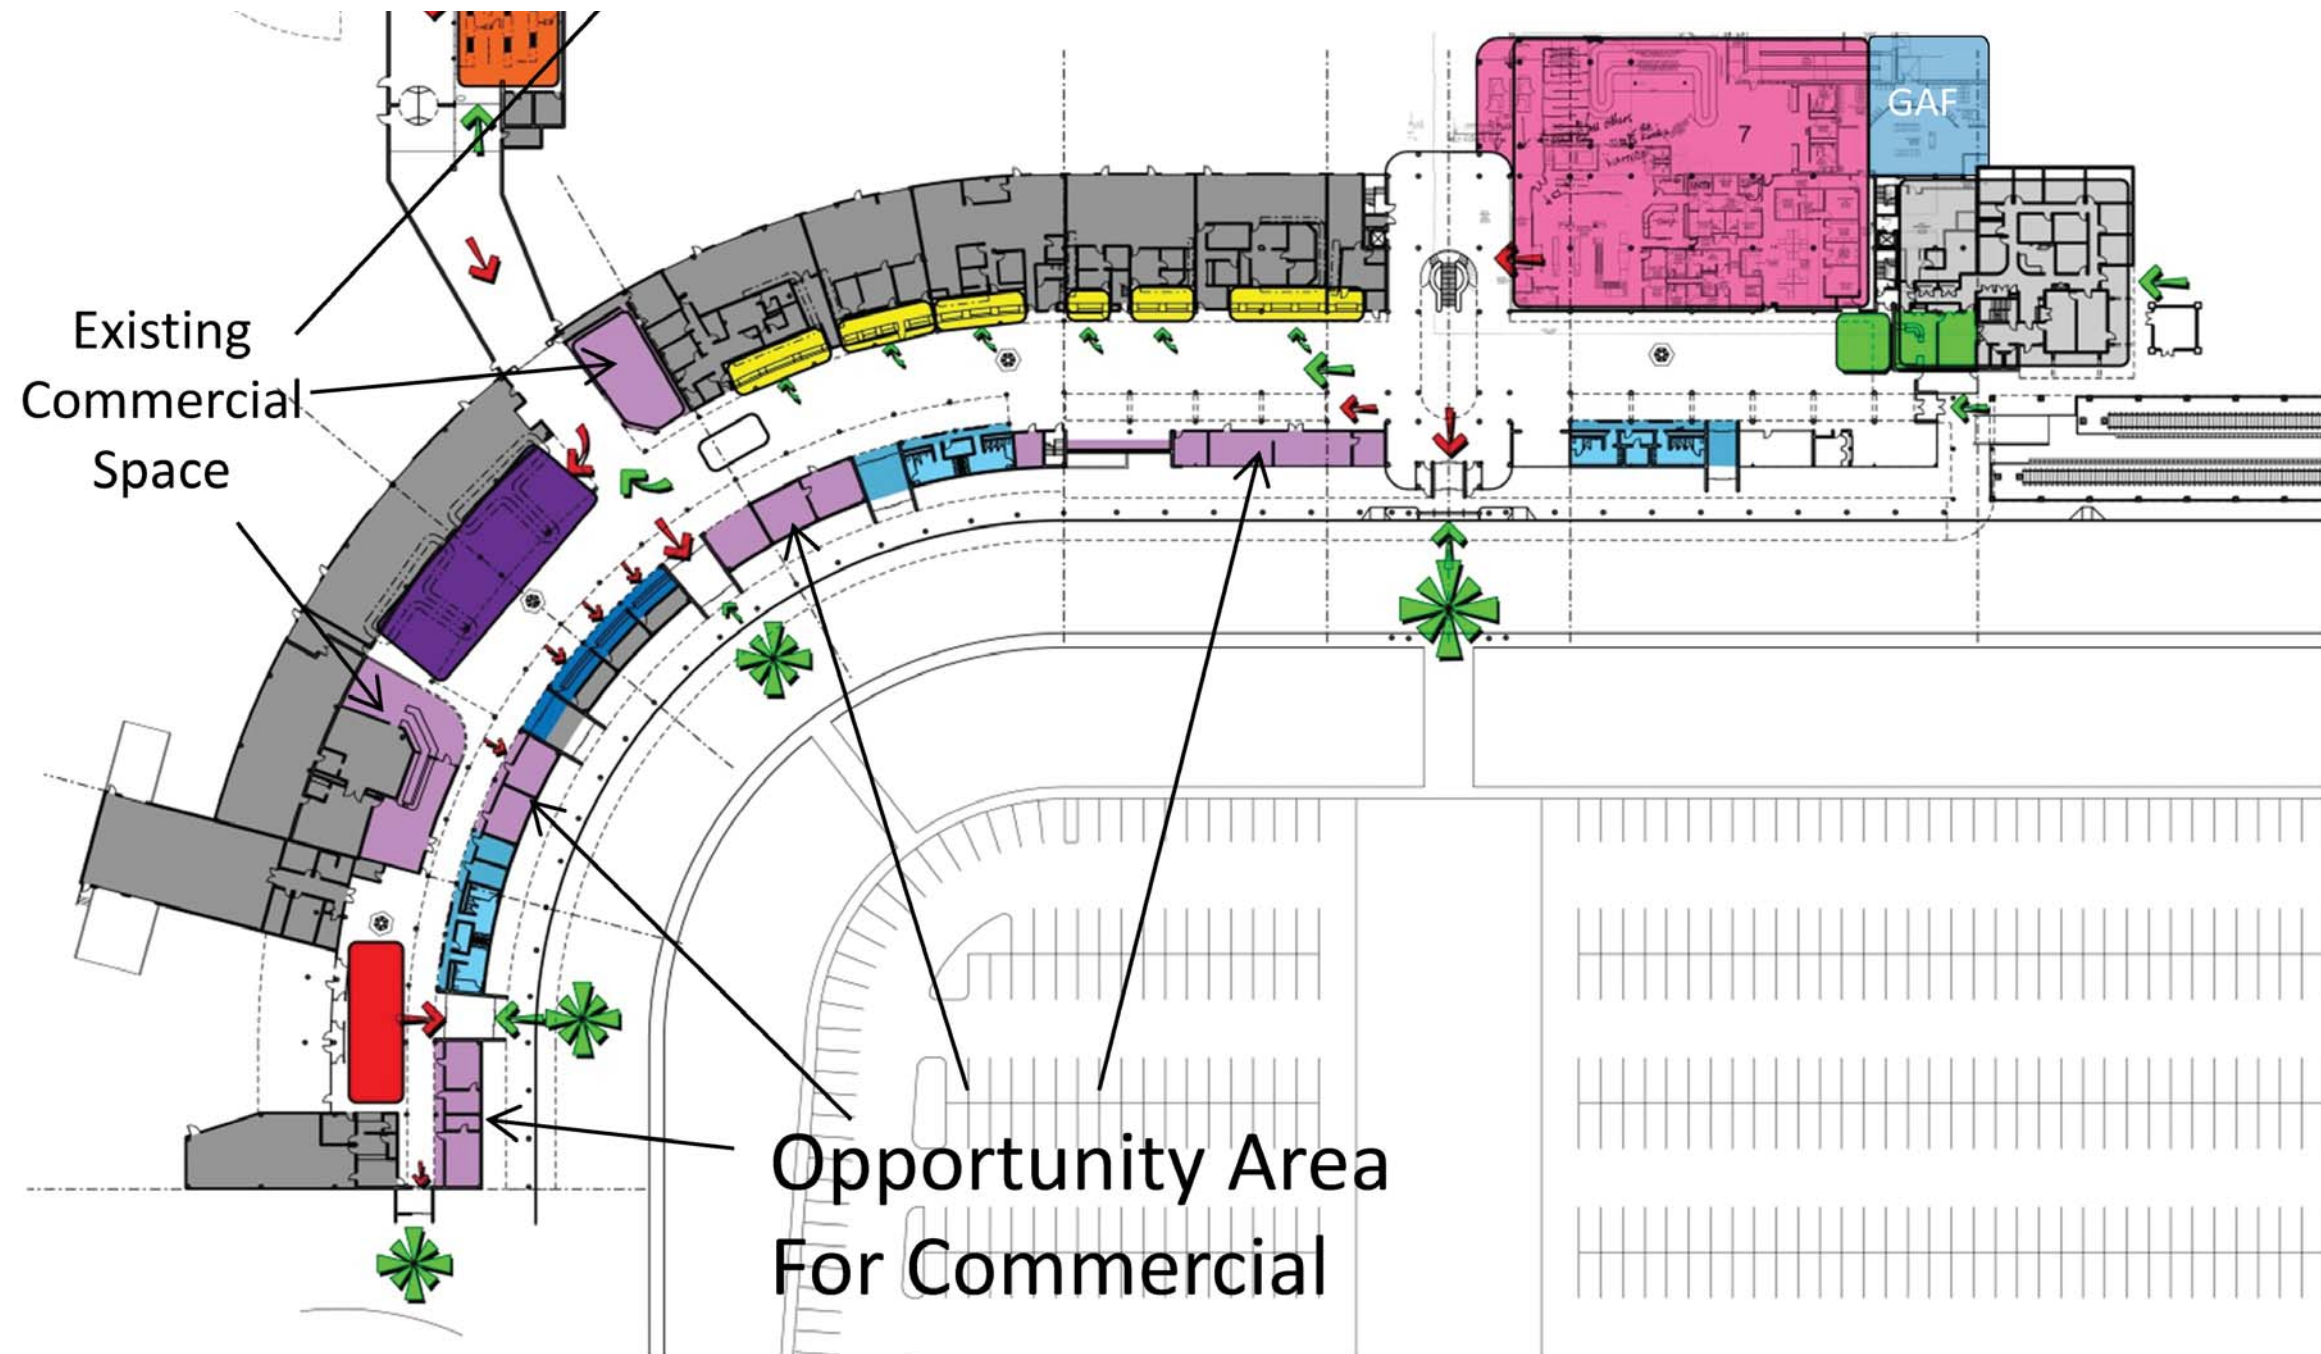 GAF
7
Existing
Commercial
Space
Opportunity Area
For Commercial